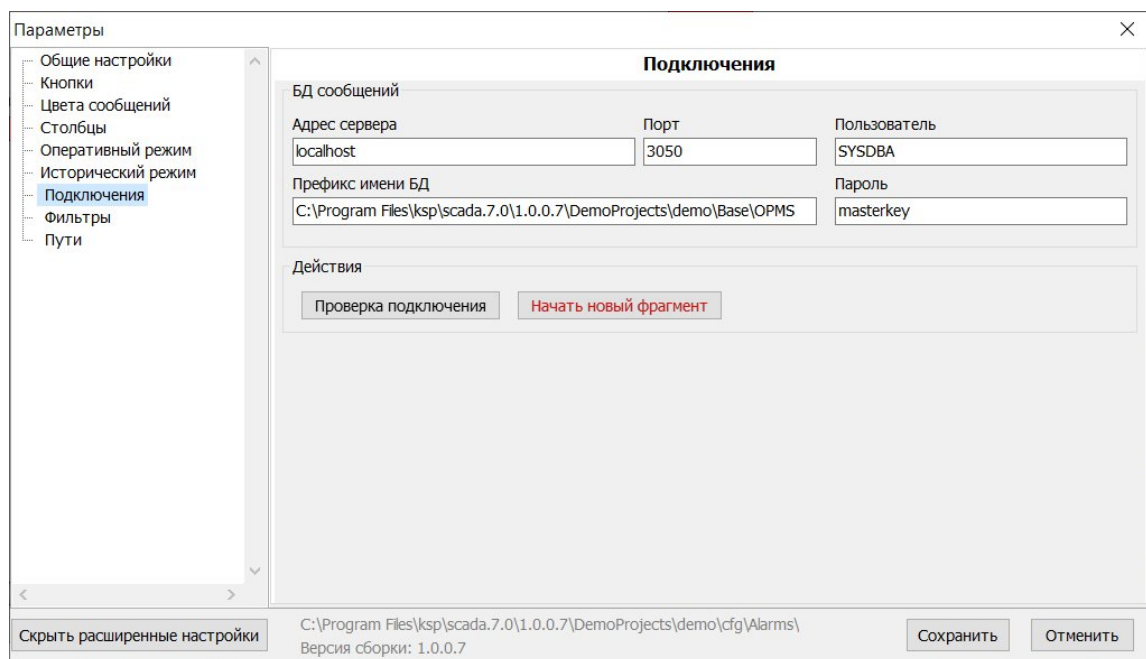 Параметры
Общие настройки
Кнопки
Цвета сообщений
Столбцы
Оперативный режим
Исторический режим
Подключения
Фильтры
Пути
Подключения
БД сообщений
Адрес сервера Порт Пользователь
localhost 3050 SYSDBA
Префикс имени БД Пароль
C:\Program Files\ksp\scada.7.0\1.0.0.7\DemoProjects\demo\Base\OPMS masterkey
Действия
Проверка подключения Начать новый фрагмент
Скрыть расширенные настройки
C:\Program Files\ksp\scada.7.0\1.0.0.7\DemoProjects\demo\cfg\Alarms\
Версия сборки: 1.0.0.7
Сохранить Отменить